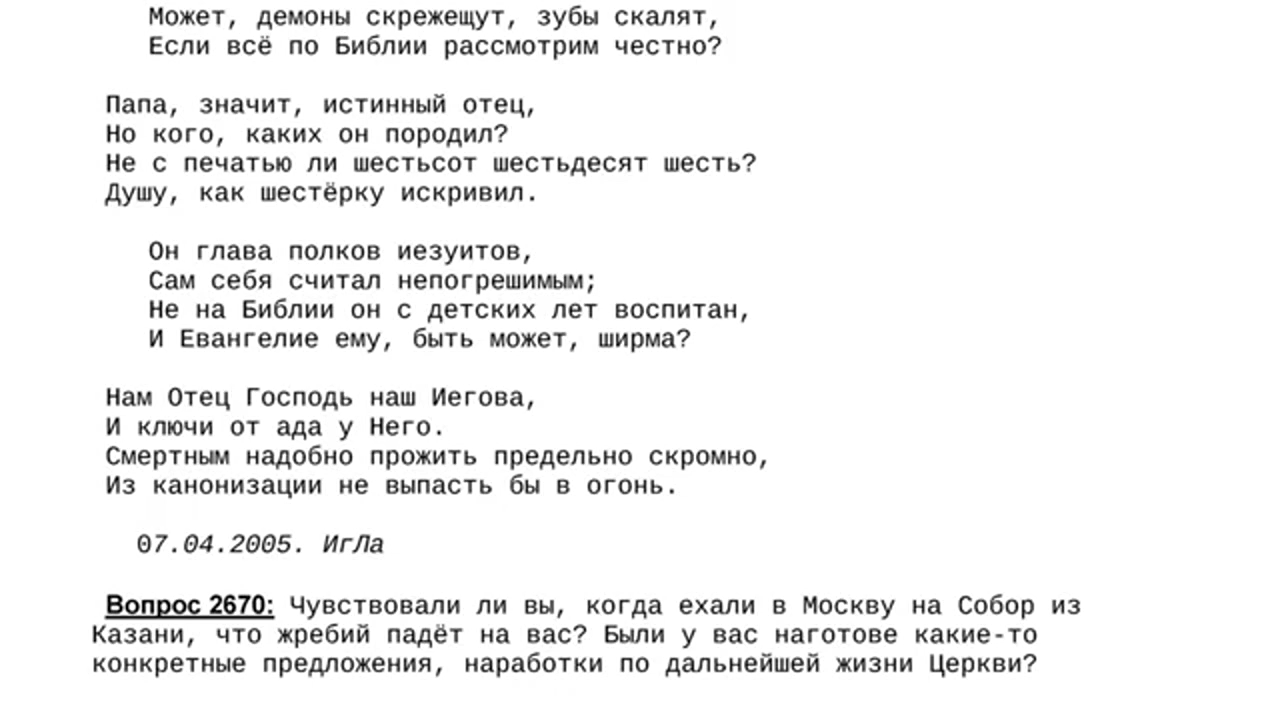 Может, демоны скрежещут, зубы скалят,
Если всё по Библии рассмотрим честно?
Папа, значит, истинный отец,
Но кого, каких он породил?
Не с печатью ли шестьсот шестьдесят шесть?
Душу, как шестёрку искривил.
Он глава полков иезуитов,
Сам себя считал непогрешимым;
Не на Библии он с детских лет воспитан,
И Евангелие ему, быть может, ширма?
Нам Отец Господь наш Иегова,
И ключи от ада у Него.
Смертным надобно прожить предельно скромно,
Из канонизации не выпасть бы в огонь.
07.04.2005. ИгЛа
Вопрос 2670: Чувствовали ли вы, когда ехали в Москву на Собор из
Казани, что жребий падёт на вас? Были у вас наготове какие-то
конкретные предложения, наработки по дальнейшей жизни Церкви?